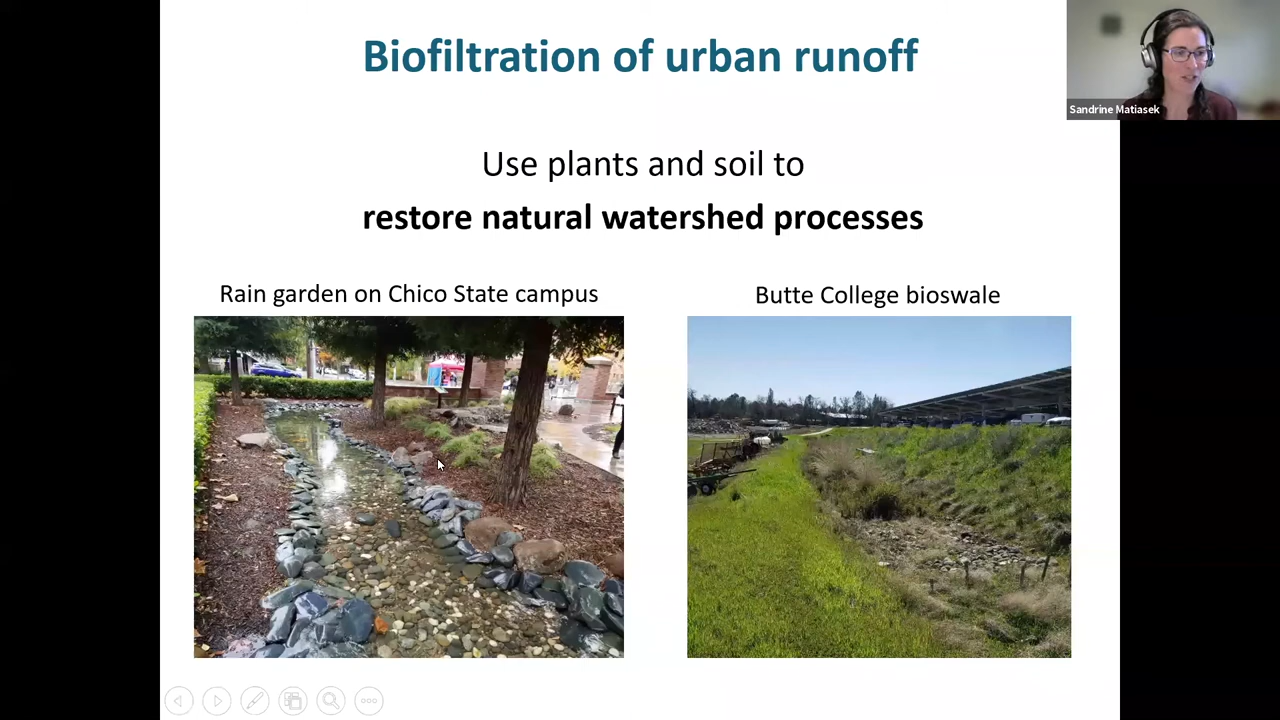 Biofiltration of urban runoff
Sandrine Matiasek
Use plants and soil to
restore natural watershed processes
Rain garden on Chico State campus
Butte College bioswale